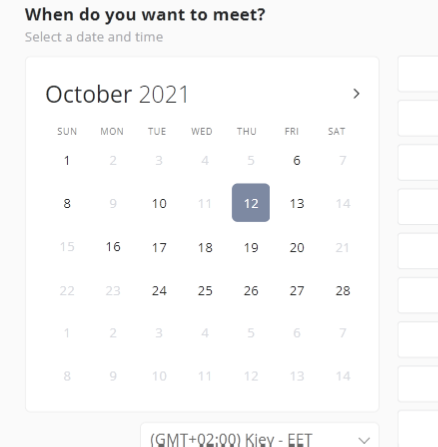 When do you want to meet?
Select a date and time
October 2021
SUN MON TUE WED THU FRI SAT
1 2 3 4 5 6 7
8 9 10 11 12 13 14
15 16 17 18 19 20 21
22 23 24 25 26 27 28
1 2 3 4 5 6 7
8 9 10 11 12 13 14
(GMT+02:00) Kiev - EET